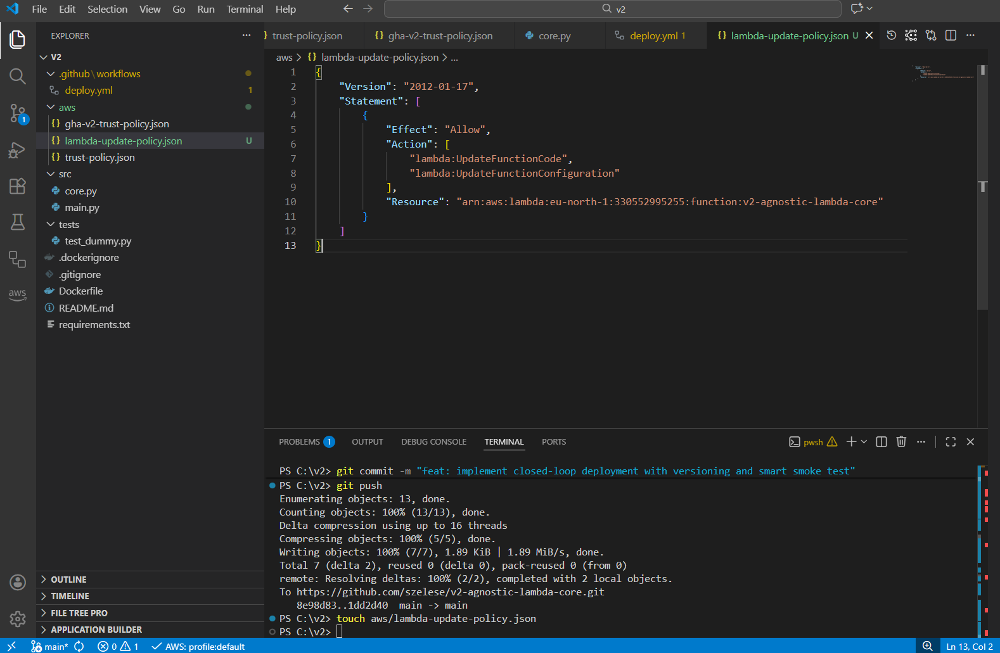 File Edit Selection View Go Run Terminal Help
v2
EXPLORER
V2
.github\workflows
deploy.yml 1
aws
gha-v2-trust-policy.json
lambda-update-policy.json U
trust-policy.json
src
core.py
main.py
tests
test_dummy.py
.dockerignore
.gitignore
Dockerfile
README.md
requirements.txt
OUTLINE
TIMELINE
FILE TREE PRO
APPLICATION BUILDER
1
aws
trust-policy.json {} gha-v2-trust-policy.json core.py deploy.yml 1 {} lambda-update-policy.json U
aws > {} lambda-update-policy.json > ...
1 {
2 "Version": "2012-01-17",
3 "Statement": [
4 {
5 "Effect": "Allow",
6 "Action": [
7 "lambda:UpdateFunctionCode",
8 "lambda:UpdateFunctionConfiguration"
9 ],
10 "Resource": "arn:aws:lambda:eu-north-1:330552995255:function:v2-agnostic-lambda-core"
11 }
12 ]
13 }
PROBLEMS 1 OUTPUT DEBUG CONSOLE TERMINAL PORTS
pwsh
PS C:\v2> git commit -m "feat: implement closed-loop deployment with versioning and smart smoke test"
PS C:\v2> git push
Enumerating objects: 13, done.
Counting objects: 100% (13/13), done.
Delta compression using up to 16 threads
Compressing objects: 100% (5/5), done.
Writing objects: 100% (7/7), 1.89 KiB | 1.89 MiB/s, done.
Total 7 (delta 2), reused 0 (delta 0), pack-reused 0 (from 0)
remote: Resolving deltas: 100% (2/2), completed with 2 local objects.
To https://github.com/szelese/v2-agnostic-lambda-core.git
8e98d83..1dd2d40 main -> main
PS C:\v2> touch aws/lambda-update-policy.json
PS C:\v2>
main* 0 1 AWS: profile:default
Ln 13, Col 2